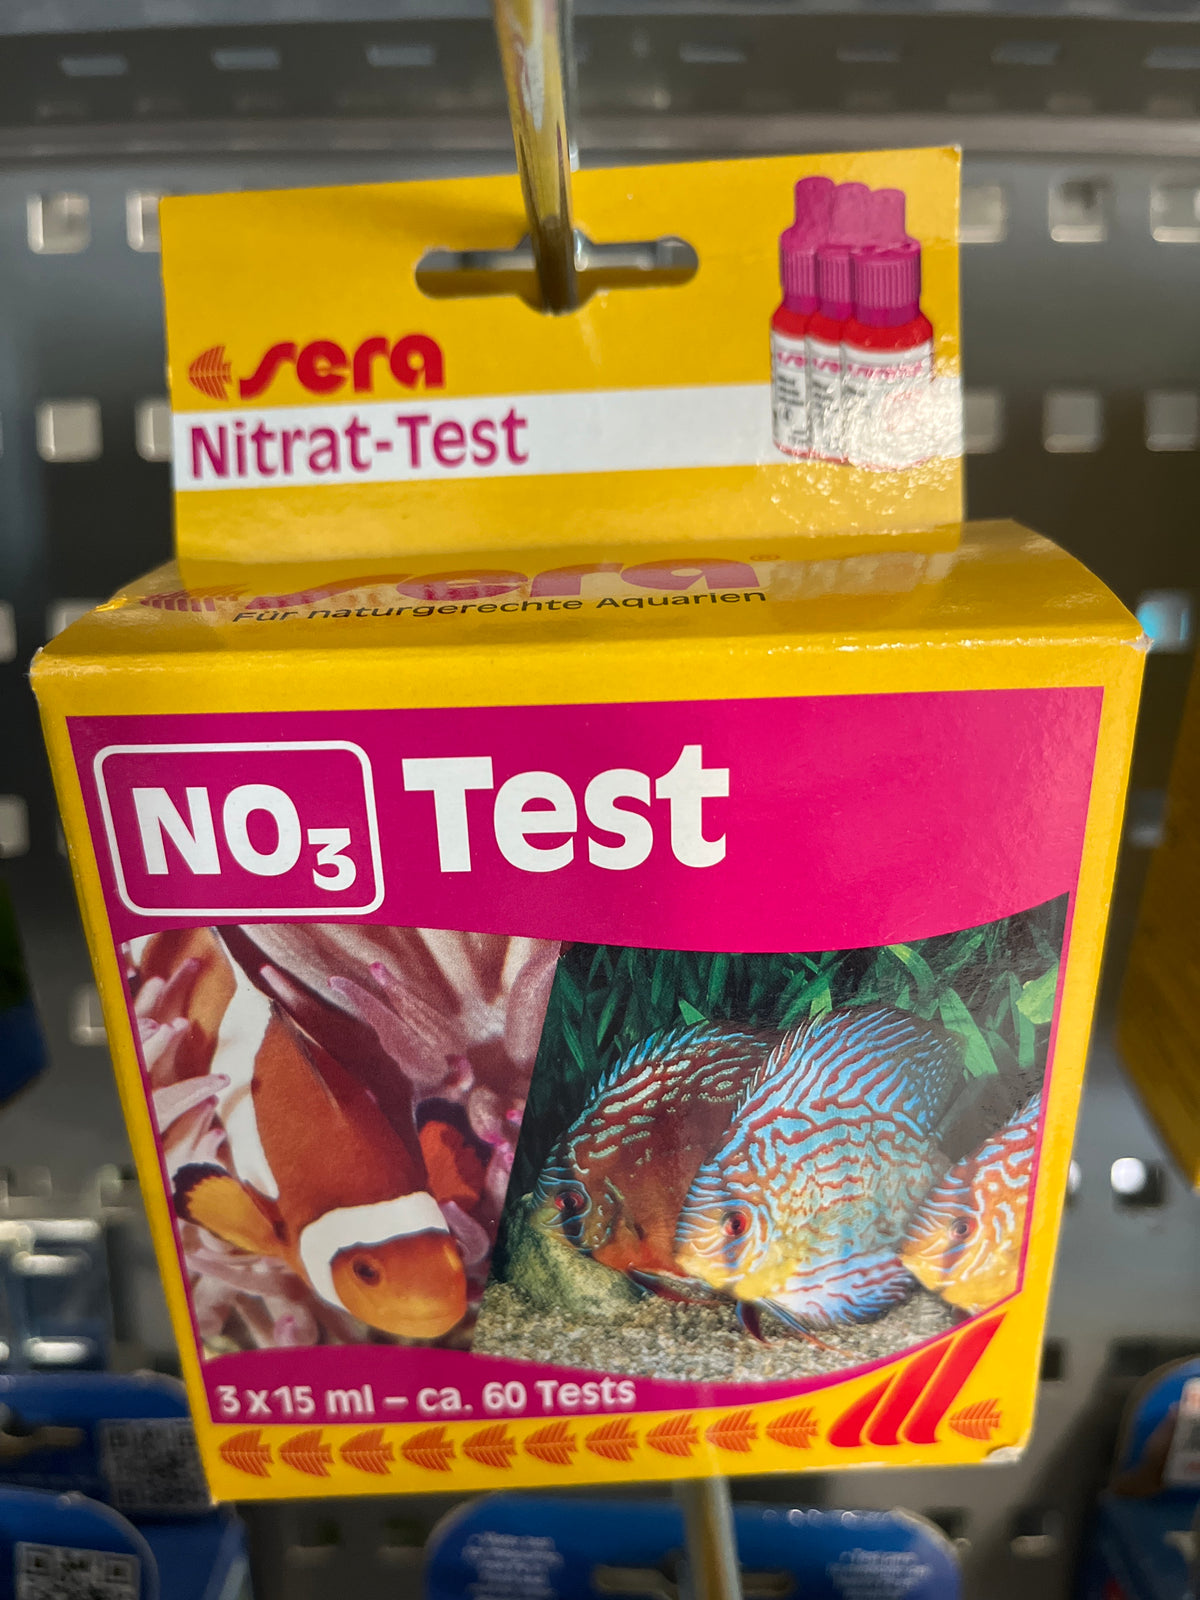 sera
Nitrat-Test
sera®
Für naturgerechte Aquarien
NO₃ Test
3 x 15 ml – ca. 60 Tests